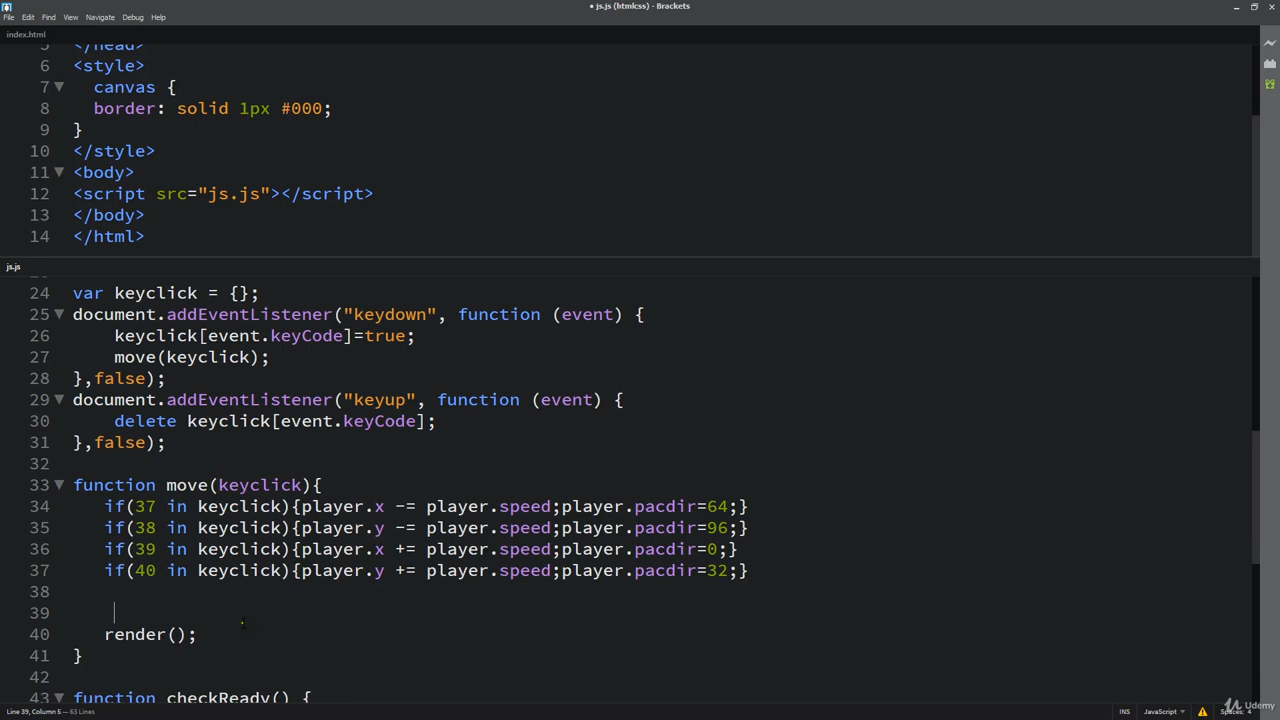 • js.js (htmlcss) - Brackets
File Edit Find View Navigate Debug Help
index.html
5 </head>
6 <style>
7 canvas {
8 border: solid 1px #000;
9 }
10 </style>
11 <body>
12 <script src="js.js"></script>
13 </body>
14 </html>
js.js
24 var keyclick = {};
25 document.addEventListener("keydown", function (event) {
26 keyclick[event.keyCode]=true;
27 move(keyclick);
28 },false);
29 document.addEventListener("keyup", function (event) {
30 delete keyclick[event.keyCode];
31 },false);
32
33 function move(keyclick){
34 if(37 in keyclick){player.x -= player.speed;player.pacdir=64;}
35 if(38 in keyclick){player.y -= player.speed;player.pacdir=96;}
36 if(39 in keyclick){player.x += player.speed;player.pacdir=0;}
37 if(40 in keyclick){player.y += player.speed;player.pacdir=32;}
38
39
40 render();
41 }
42
43 function checkReady() {
Line 39, Column 5 — 63 Lines
INS JavaScript Spaces: 4
Udemy